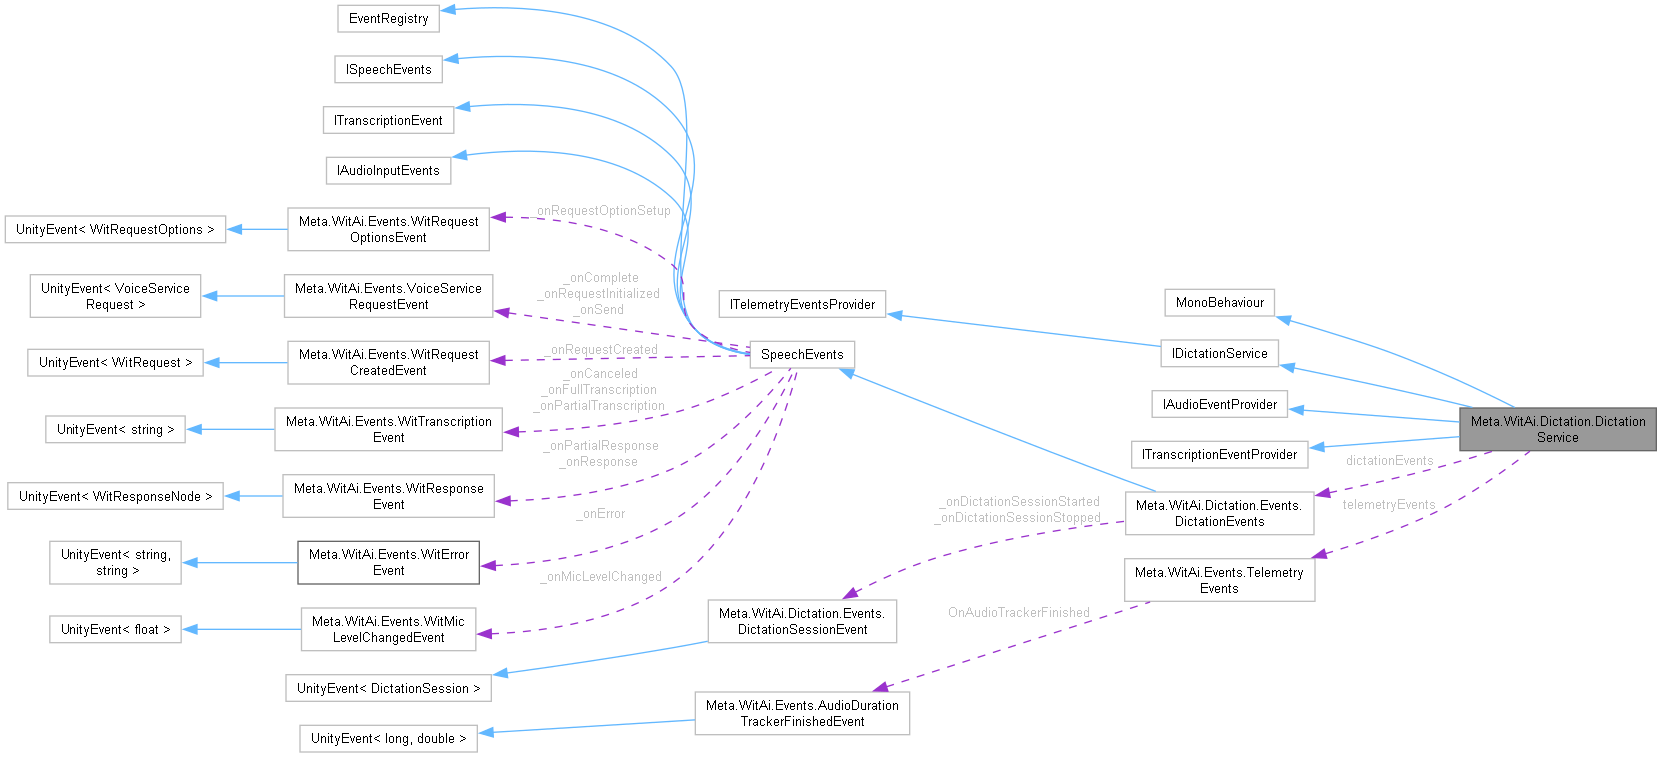 EventRegistry
ISpeechEvents
ITranscriptionEvent
IAudioInputEvents
UnityEvent< WitRequestOptions >
Meta.WitAi.Events.WitRequest
OptionsEvent
_onRequestOptionSetup
UnityEvent< VoiceService
Request >
Meta.WitAi.Events.VoiceService
RequestEvent
_onComplete
_onRequestInitialized
_onSend
UnityEvent< WitRequest >
Meta.WitAi.Events.WitRequest
CreatedEvent
_onRequestCreated
UnityEvent< string >
Meta.WitAi.Events.WitTranscription
Event
_onCanceled
_onFullTranscription
_onPartialTranscription
UnityEvent< WitResponseNode >
Meta.WitAi.Events.WitResponse
Event
_onPartialResponse
_onResponse
UnityEvent< string,
string >
Meta.WitAi.Events.WitError
Event
_onError
UnityEvent< float >
Meta.WitAi.Events.WitMic
LevelChangedEvent
_onMicLevelChanged
UnityEvent< DictationSession >
UnityEvent< long, double >
ITelemetryEventsProvider
SpeechEvents
_onDictationSessionStarted
_onDictationSessionStopped
Meta.WitAi.Dictation.Events.
DictationSessionEvent
OnAudioTrackerFinished
Meta.WitAi.Events.AudioDuration
TrackerFinishedEvent
MonoBehaviour
IDictationService
IAudioEventProvider
ITranscriptionEventProvider
dictationEvents
Meta.WitAi.Dictation.Events.
DictationEvents
telemetryEvents
Meta.WitAi.Events.Telemetry
Events
Meta.WitAi.Dictation.Dictation
Service